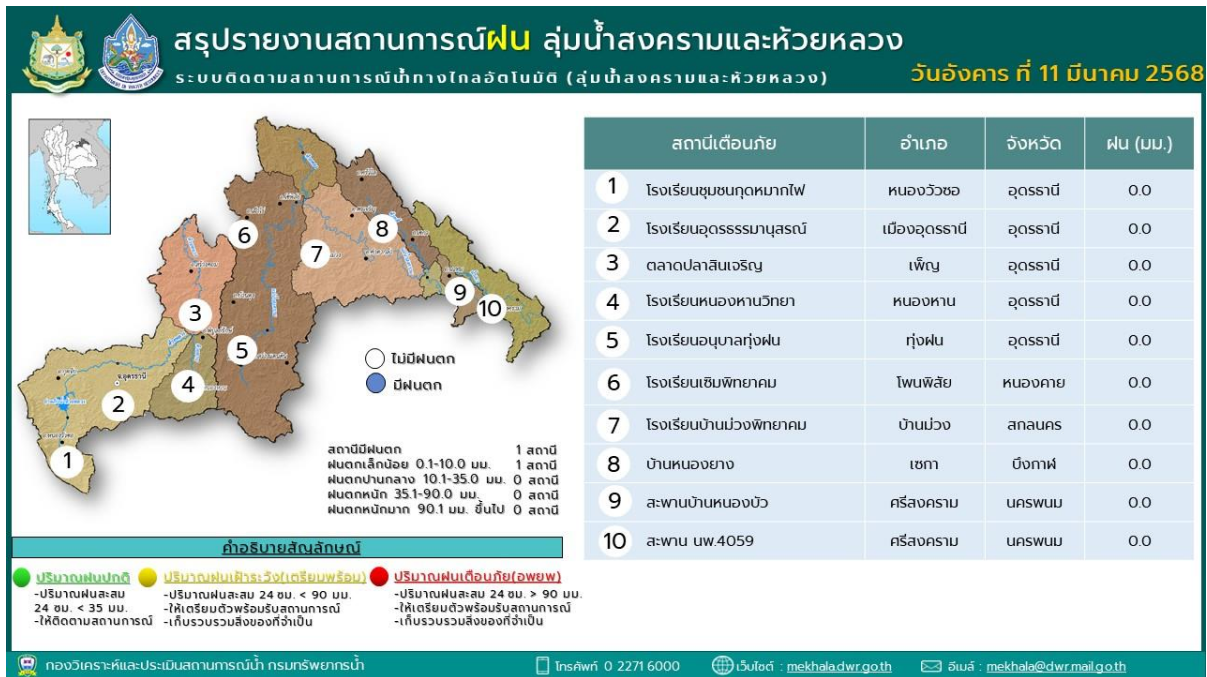 สรุปรายงานสถานการณ์ฝน ลุ่มน้ำสงครามและห้วยหลวง
ระบบติดตามสถานการณ์น้ำทางไกลอัตโนมัติ (ลุ่มน้ำสงครามและห้วยหลวง)
วันอังคาร ที่ 11 มีนาคม 2568
สถานีเตือนภัย อำเภอ จังหวัด ฝน (มม.)
1 โรงเรียนชุมชนกุดหมากไฟ หนองวัวซอ อุดรธานี 0.0
2 โรงเรียนอุดรธรรมานุสรณ์ เมืองอุดรธานี อุดรธานี 0.0
3 ตลาดปลาสินเจริญ เพ็ญ อุดรธานี 0.0
4 โรงเรียนหนองหานวิทยา หนองหาน อุดรธานี 0.0
5 โรงเรียนอนุบาลทุ่งฝน ทุ่งฝน อุดรธานี 0.0
6 โรงเรียนเซิมพิทยาคม โพนพิสัย หนองคาย 0.0
7 โรงเรียนบ้านม่วงพิทยาคม บ้านม่วง สกลนคร 0.0
8 บ้านหนองยาง เซกา บึงกาฬ 0.0
9 สะพานบ้านหนองบัว ศรีสงคราม นครพนม 0.0
10 สะพาน นพ.4059 ศรีสงคราม นครพนม 0.0
6
8
7
9
10
3
5
4
2
1
จ.อุดรธานี
ไม่มีฝนตก
มีฝนตก
สถานีมีฝนตก 1 สถานี
ฝนตกเล็กน้อย 0.1-10.0 มม. 1 สถานี
ฝนตกปานกลาง 10.1-35.0 มม. 0 สถานี
ฝนตกหนัก 35.1-90.0 มม. 0 สถานี
ฝนตกหนักมาก 90.1 มม. ขึ้นไป 0 สถานี
คำอธิบายสัญลักษณ์
ปริมาณฝนปกติ
-ปริมาณฝนสะสม
24 ชม. < 35 มม.
-ให้ติดตามสถานการณ์
ปริมาณฝนเฝ้าระวัง(เตรียมพร้อม)
-ปริมาณฝนสะสม 24 ชม. < 90 มม.
-ให้เตรียมตัวพร้อมรับสถานการณ์
-เก็บรวบรวมสิ่งของที่จำเป็น
ปริมาณฝนเตือนภัย(อพยพ)
-ปริมาณฝนสะสม 24 ชม. > 90 มม.
-ให้เตรียมตัวพร้อมรับสถานการณ์
-เก็บรวบรวมสิ่งของที่จำเป็น
กองวิเคราะห์และประเมินสถานการณ์น้ำ กรมทรัพยากรน้ำ
โทรศัพท์ 0 2271 6000
เว็บไซต์ : mekhala.dwr.go.th
อีเมล์ : mekhala@dwr.mail.go.th